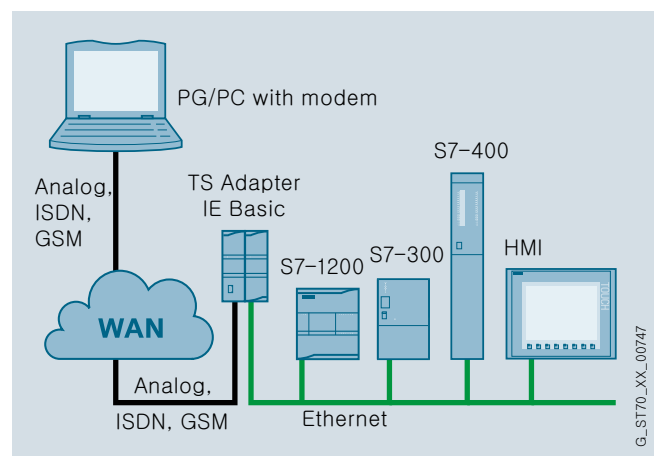 PG/PC with modem
S7-400
Analog,
ISDN,
GSM
TS Adapter
IE Basic
S7-1200
S7-300
HMI
WAN
Analog,
ISDN, GSM
Ethernet
G_ST70_XX_00747